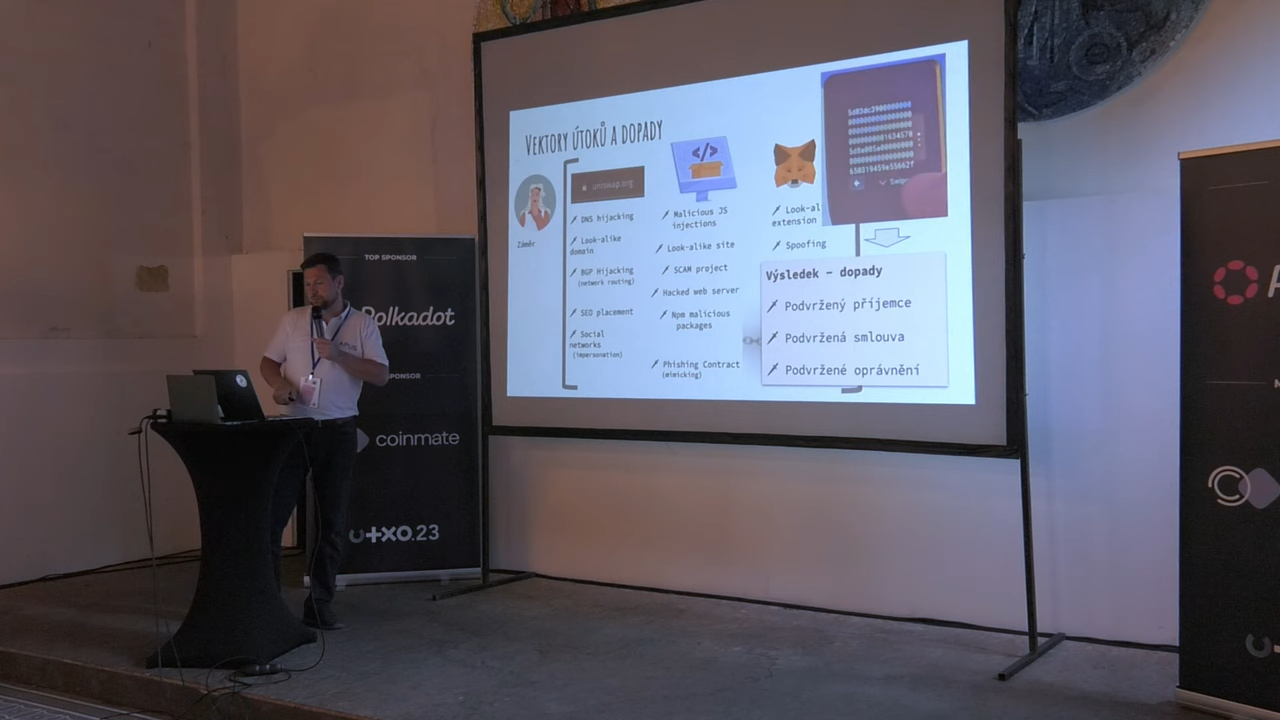 VEKTORY ÚTOKŮ A DOPADY
Záměr
uniswap.org
DNS hijacking
Look-alike
domain
BGP Hijacking
(network routing)
SEO placement
Social
networks
(impersonation)
Malicious JS
injections
Look-alike site
SCAM project
Hacked web server
Npm malicious
packages
Phishing Contract
(mimicking)
Look-al
extension
Spoofing
Výsledek – dopady
Podvržený příjemce
Podvržená smlouva
Podvržené oprávnění
TOP SPONSOR
Polkadot
SPONSOR
coinmate
utxo.23